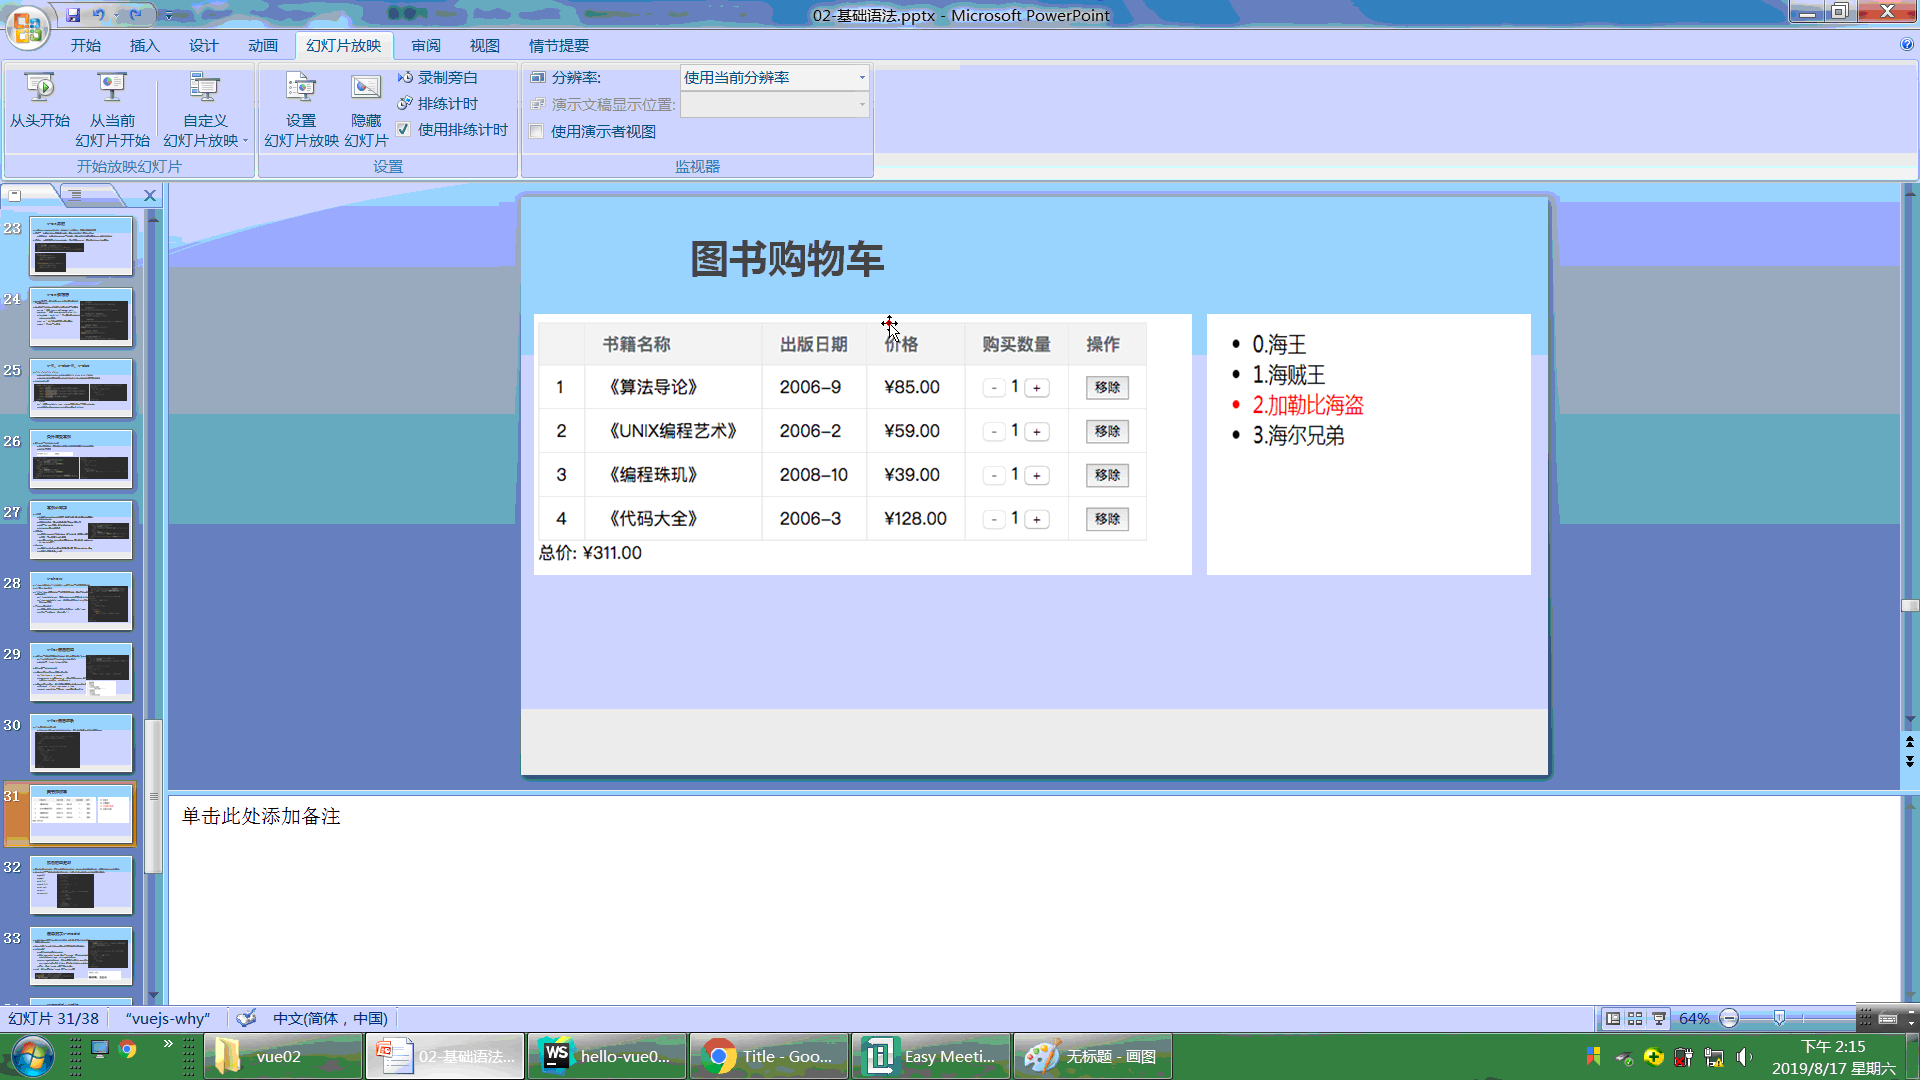 02-基础语法.pptx - Microsoft PowerPoint
开始 插入 设计 动画 幻灯片放映 审阅 视图 情节提要
从头开始
从当前
幻灯片开始
自定义
幻灯片放映
开始放映幻灯片
设置
幻灯片放映
隐藏
幻灯片
录制旁白
排练计时
使用排练计时
设置
分辨率: 使用当前分辨率
演示文稿显示位置:
使用演示者视图
监视器
23
24
25
26
27
28
29
30
31
32
33
图书购物车
书籍名称 出版日期 价格 购买数量 操作
1 《算法导论》 2006-9 ¥85.00 - 1 + 移除
2 《UNIX编程艺术》 2006-2 ¥59.00 - 1 + 移除
3 《编程珠玑》 2008-10 ¥39.00 - 1 + 移除
4 《代码大全》 2006-3 ¥128.00 - 1 + 移除
总价: ¥311.00
0.海王
1.海贼王
2.加勒比海盗
3.海尔兄弟
单击此处添加备注
幻灯片 31/38 “vuejs-why” 中文(简体，中国) 64%
vue02 02-基础语法... hello-vue0... Title - Goo... Easy Meeti... 无标题 - 画图
下午 2:15
2019/8/17 星期六